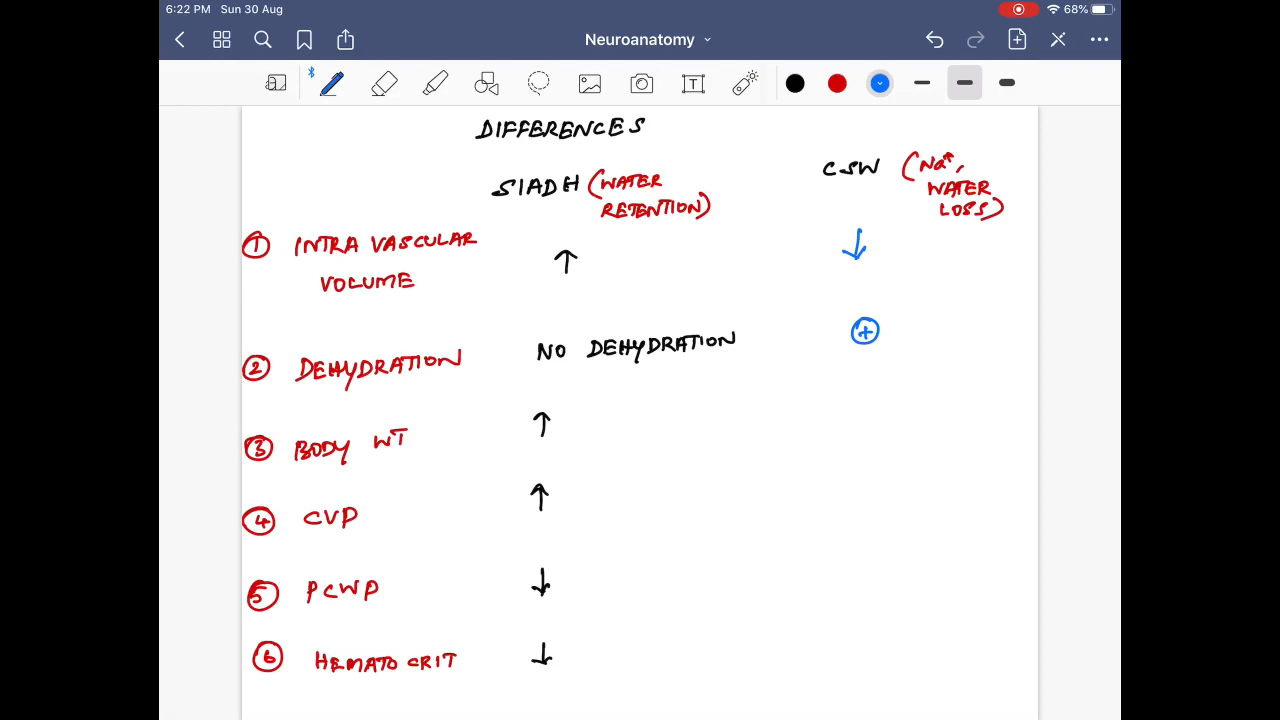 6:22 PM Sun 30 Aug
68%
Neuroanatomy
T
DIFFERENCES
SIADH (WATER RETENTION)
CSW (Na⁺, WATER LOSS)
① INTRA VASCULAR VOLUME ↑ ↓
② DEHYDRATION NO DEHYDRATION ⊕
③ BODY WT ↑
④ CVP ↑
⑤ PCWP ↓
⑥ HEMATOCRIT ↓